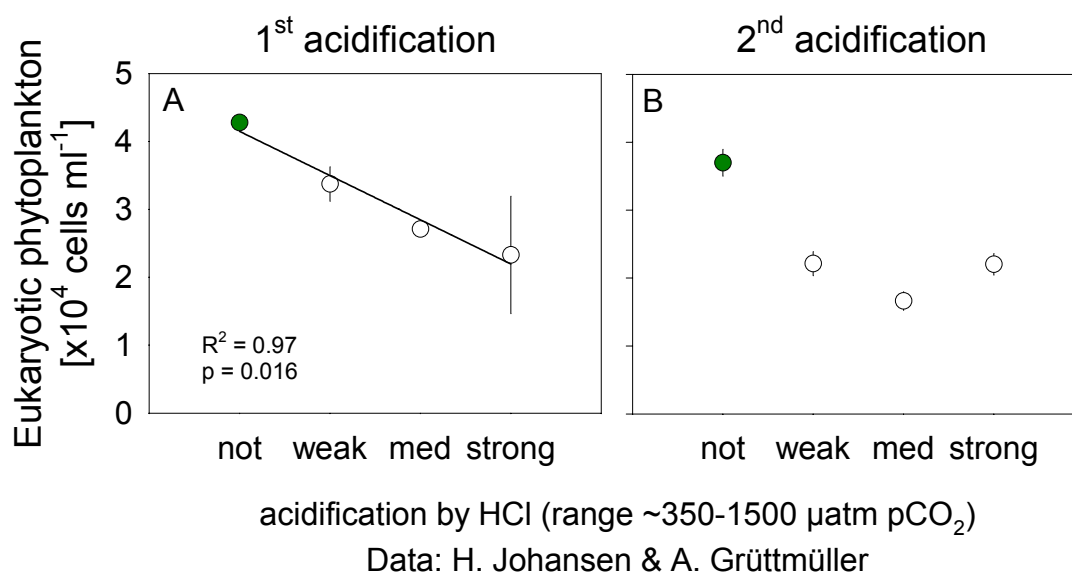 1st acidification
2nd acidification
Eukaryotic phytoplankton
[x10^4 cells ml^-1]
5
4
3
2
1
0
A
R² = 0.97
p = 0.016
B
not weak med strong
not weak med strong
acidification by HCl (range ~350-1500 µatm pCO₂)
Data: H. Johansen & A. Grüttmüller